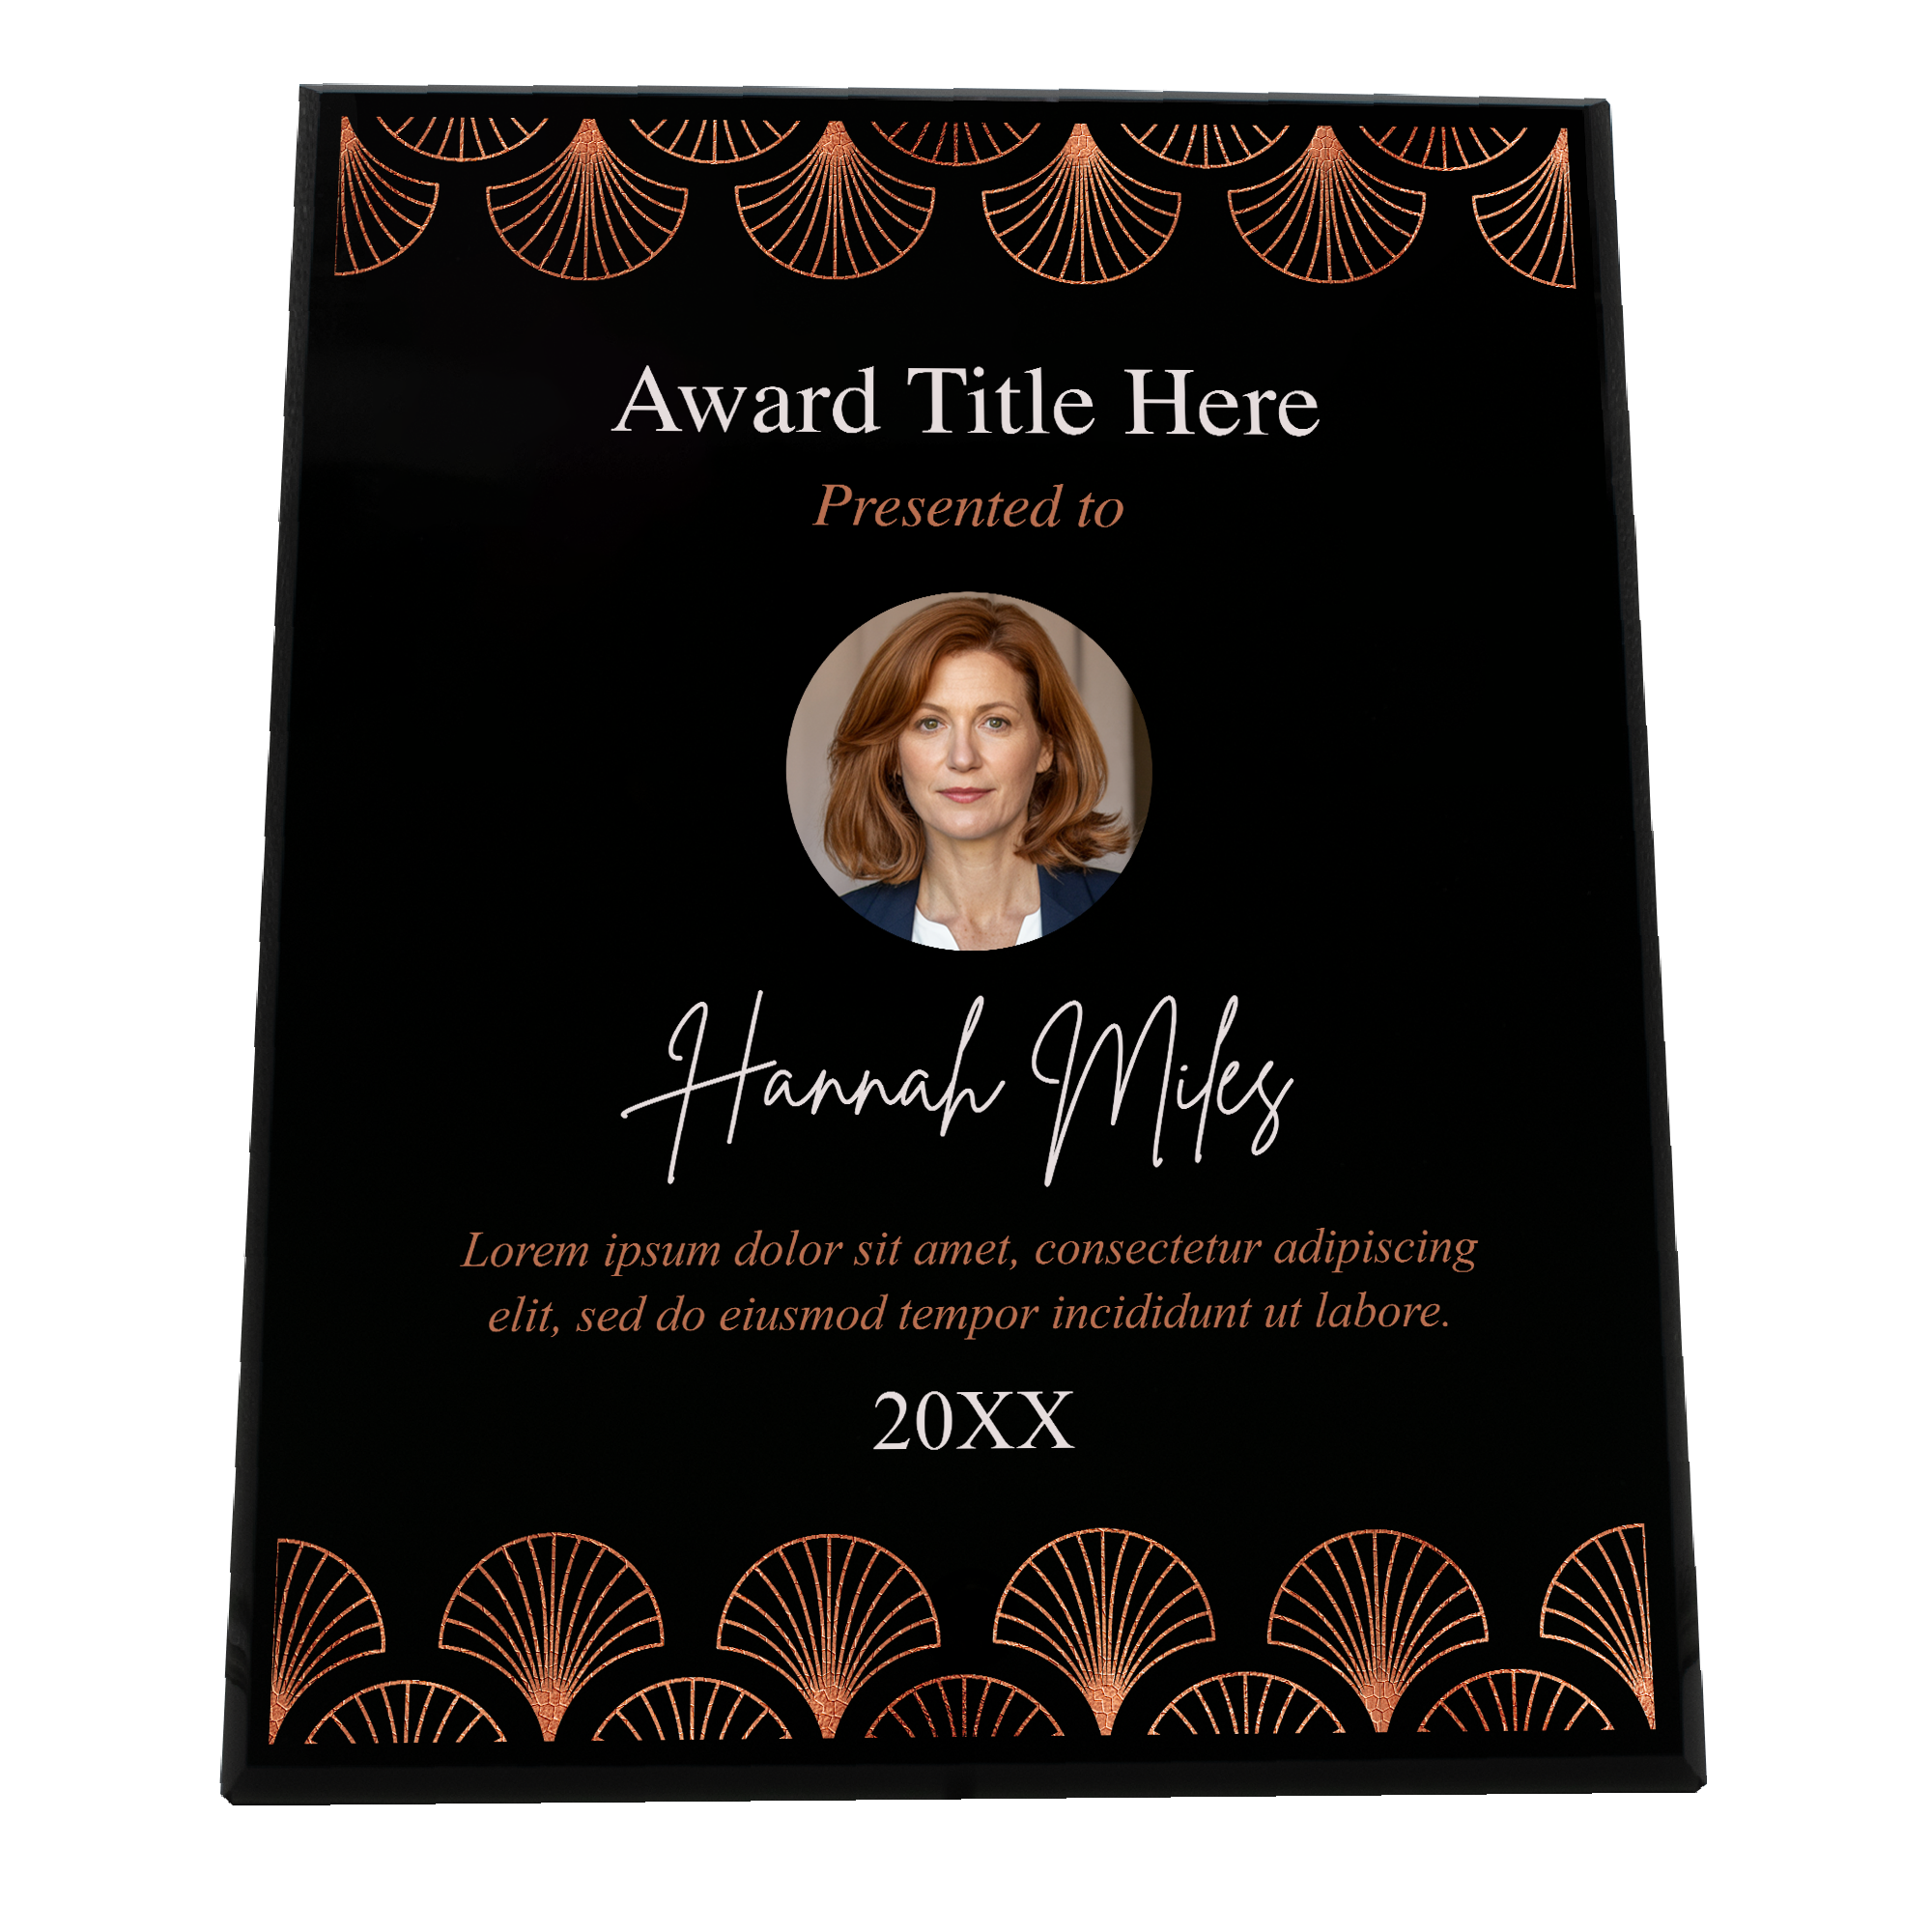 Award Title Here
Presented to
Hannah Miles
Lorem ipsum dolor sit amet, consectetur adipiscing
elit, sed do eiusmod tempor incididunt ut labore.
20XX